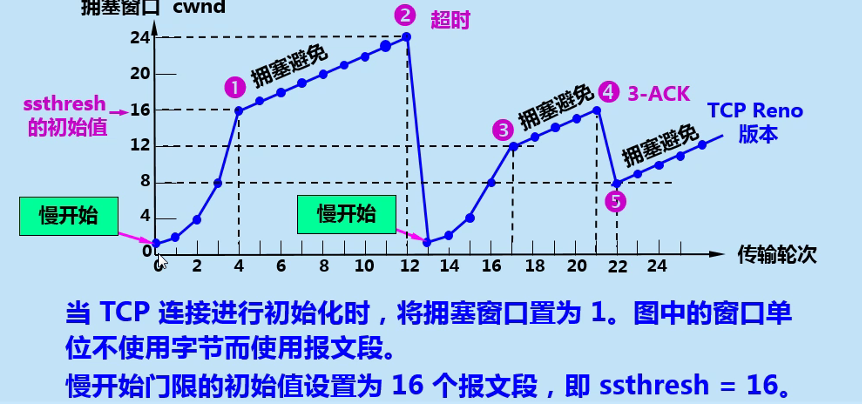 拥塞窗口 cwnd
24
20
16
12
8
4
0
ssthresh
的初始值
慢开始
慢开始
❶
拥塞避免
❷
超时
❸
拥塞避免
❹
3-ACK
TCP Reno
版本
拥塞避免
❺
0 2 4 6 8 10 12 14 16 18 20 22 24
传输轮次
当 TCP 连接进行初始化时，将拥塞窗口置为 1。图中的窗口单
位不使用字节而使用报文段。
慢开始门限的初始值设置为 16 个报文段，即 ssthresh = 16。